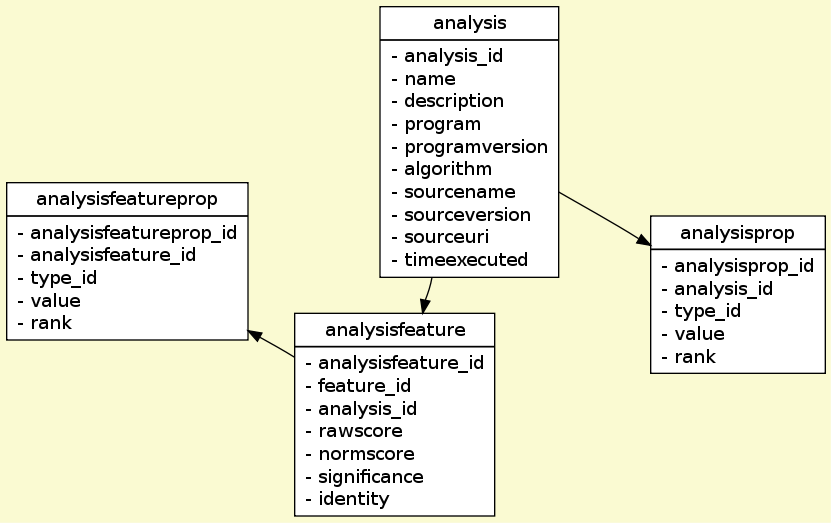 analysis
- analysis_id
- name
- description
- program
- programversion
- algorithm
- sourcename
- sourceversion
- sourceuri
- timeexecuted
analysisfeatureprop
- analysisfeatureprop_id
- analysisfeature_id
- type_id
- value
- rank
analysisprop
- analysisprop_id
- analysis_id
- type_id
- value
- rank
analysisfeature
- analysisfeature_id
- feature_id
- analysis_id
- rawscore
- normscore
- significance
- identity